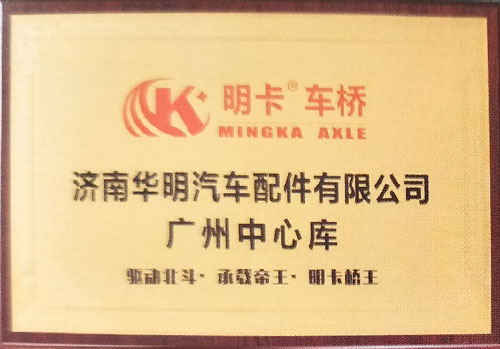 明卡®车桥
MINGKA AXLE
济南华明汽车配件有限公司
广州中心库
驱动北斗·承载帝王·明卡桥王